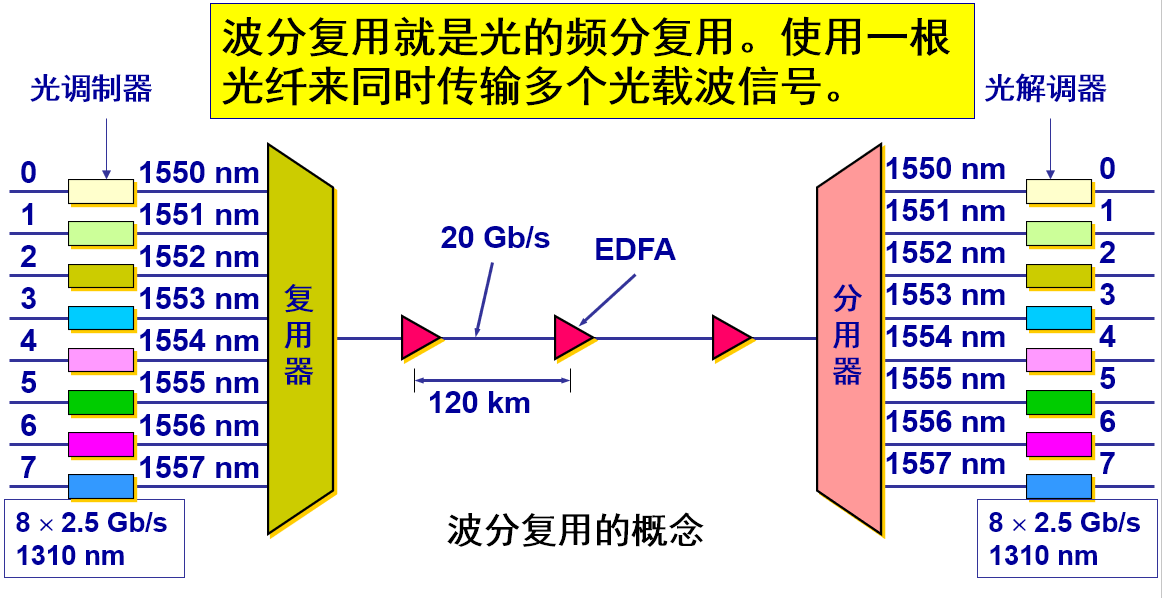 波分复用就是光的频分复用。使用一根
光纤来同时传输多个光载波信号。
光调制器
光解调器
0 1550 nm
1 1551 nm
2 1552 nm
3 1553 nm
4 1554 nm
5 1555 nm
6 1556 nm
7 1557 nm
8 × 2.5 Gb/s
1310 nm
复
用
器
20 Gb/s
EDFA
120 km
分
用
器
1550 nm 0
1551 nm 1
1552 nm 2
1553 nm 3
1554 nm 4
1555 nm 5
1556 nm 6
1557 nm 7
8 × 2.5 Gb/s
1310 nm
波分复用的概念